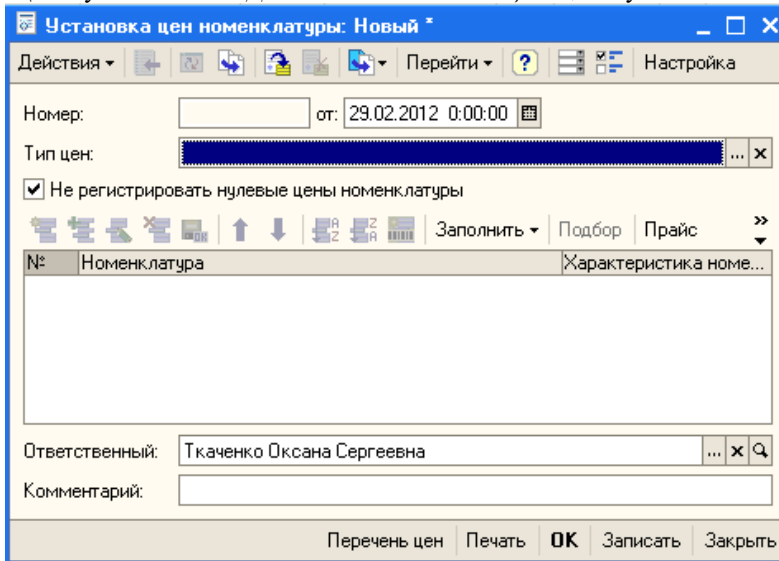 Установка цен номенклатуры: Новый *
Действия Перейти ? Настройка
Номер: от: 29.02.2012 0:00:00
Тип цен: ... x
Не регистрировать нулевые цены номенклатуры
Заполнить Подбор Прайс »
№ Номенклатура Характеристика номе...
Ответственный: Ткаченко Оксана Сергеевна ... x
Комментарий:
Перечень цен Печать OK Записать Закрыть